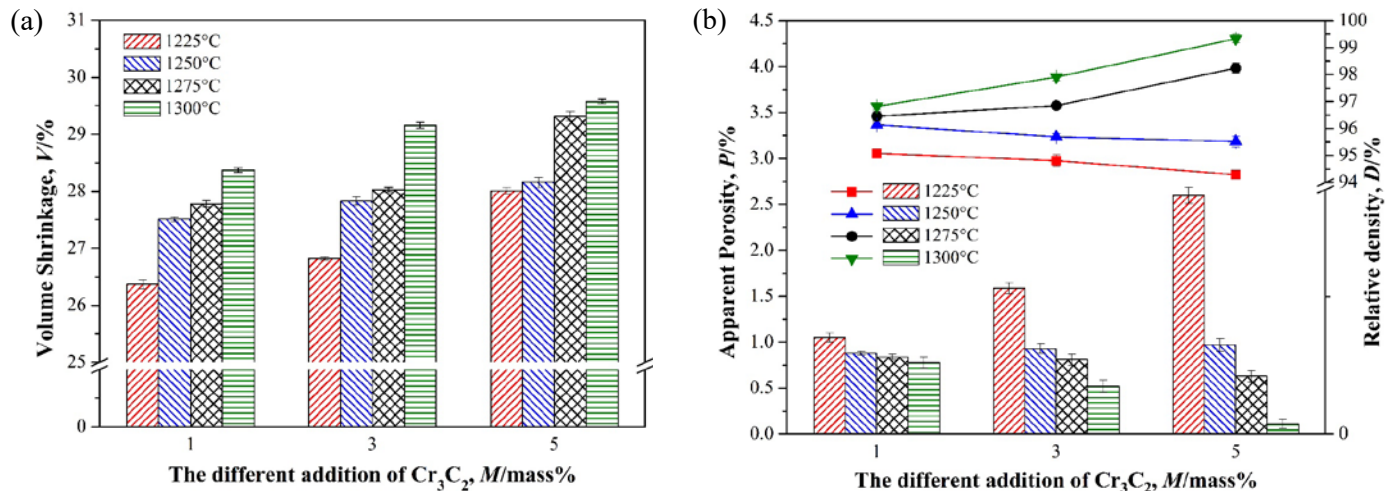 (a)
31
30
29
28
27
26
25
0
Volume Shrinkage, V/%
1225°C
1250°C
1275°C
1300°C
1 3 5
The different addition of Cr₃C₂, M/mass%
(b)
4.5
4.0
3.5
3.0
2.5
2.0
1.5
1.0
0.5
0.0
Apparent Porosity, P/%
1225°C
1250°C
1275°C
1300°C
100
99
98
97
96
95
94
0
Relative density, D/%
1 3 5
The different addition of Cr₃C₂, M/mass%